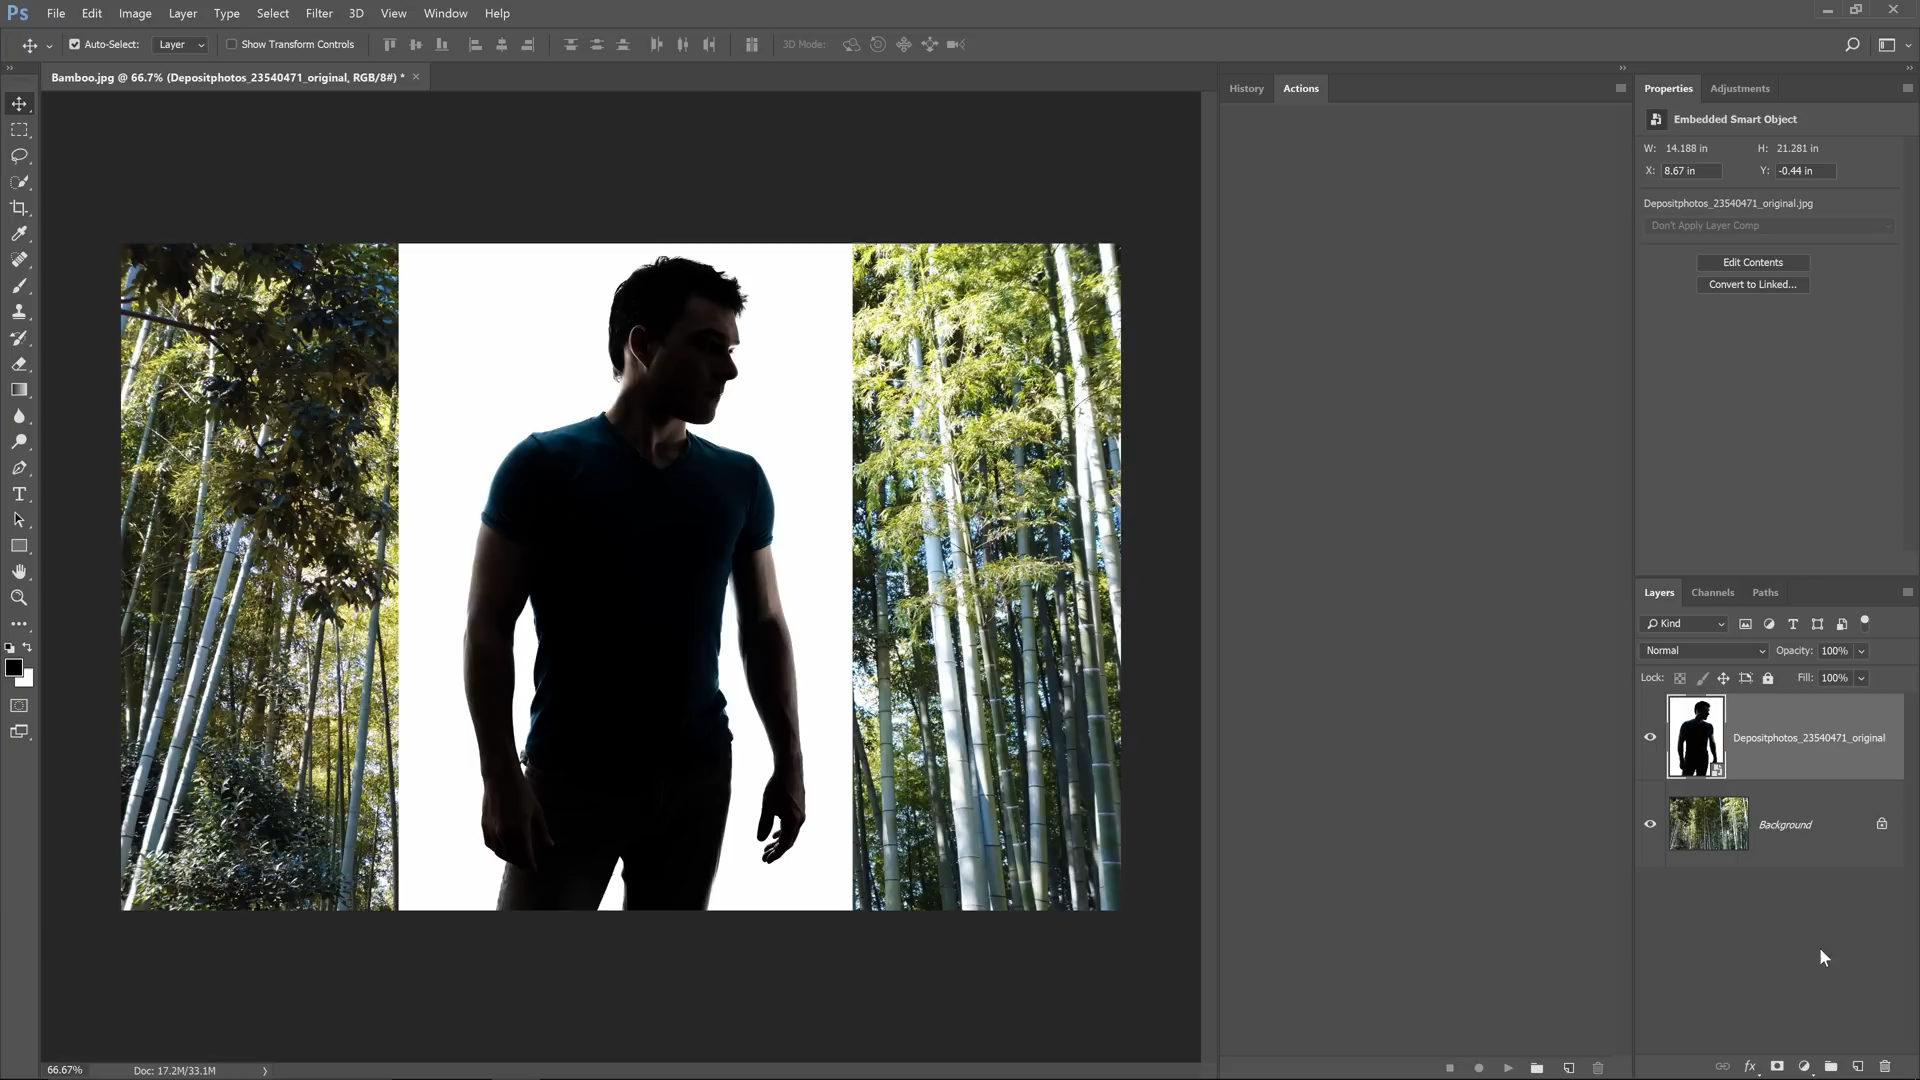 Ps File Edit Image Layer Type Select Filter 3D View Window Help
Auto-Select: Layer Show Transform Controls 3D Mode:
Bamboo.jpg @ 66.7% (Depositphotos_23540471_original, RGB/8#) * ×
History Actions
Properties Adjustments
Embedded Smart Object
W: 14.188 in H: 21.281 in
X: 8.67 in Y: -0.44 in
Depositphotos_23540471_original.jpg
Don't Apply Layer Comp
Edit Contents
Convert to Linked...
Layers Channels Paths
Kind
Normal Opacity: 100%
Lock: Fill: 100%
Depositphotos_23540471_original
Background
fx
66.67% Doc: 17.2M/33.1M